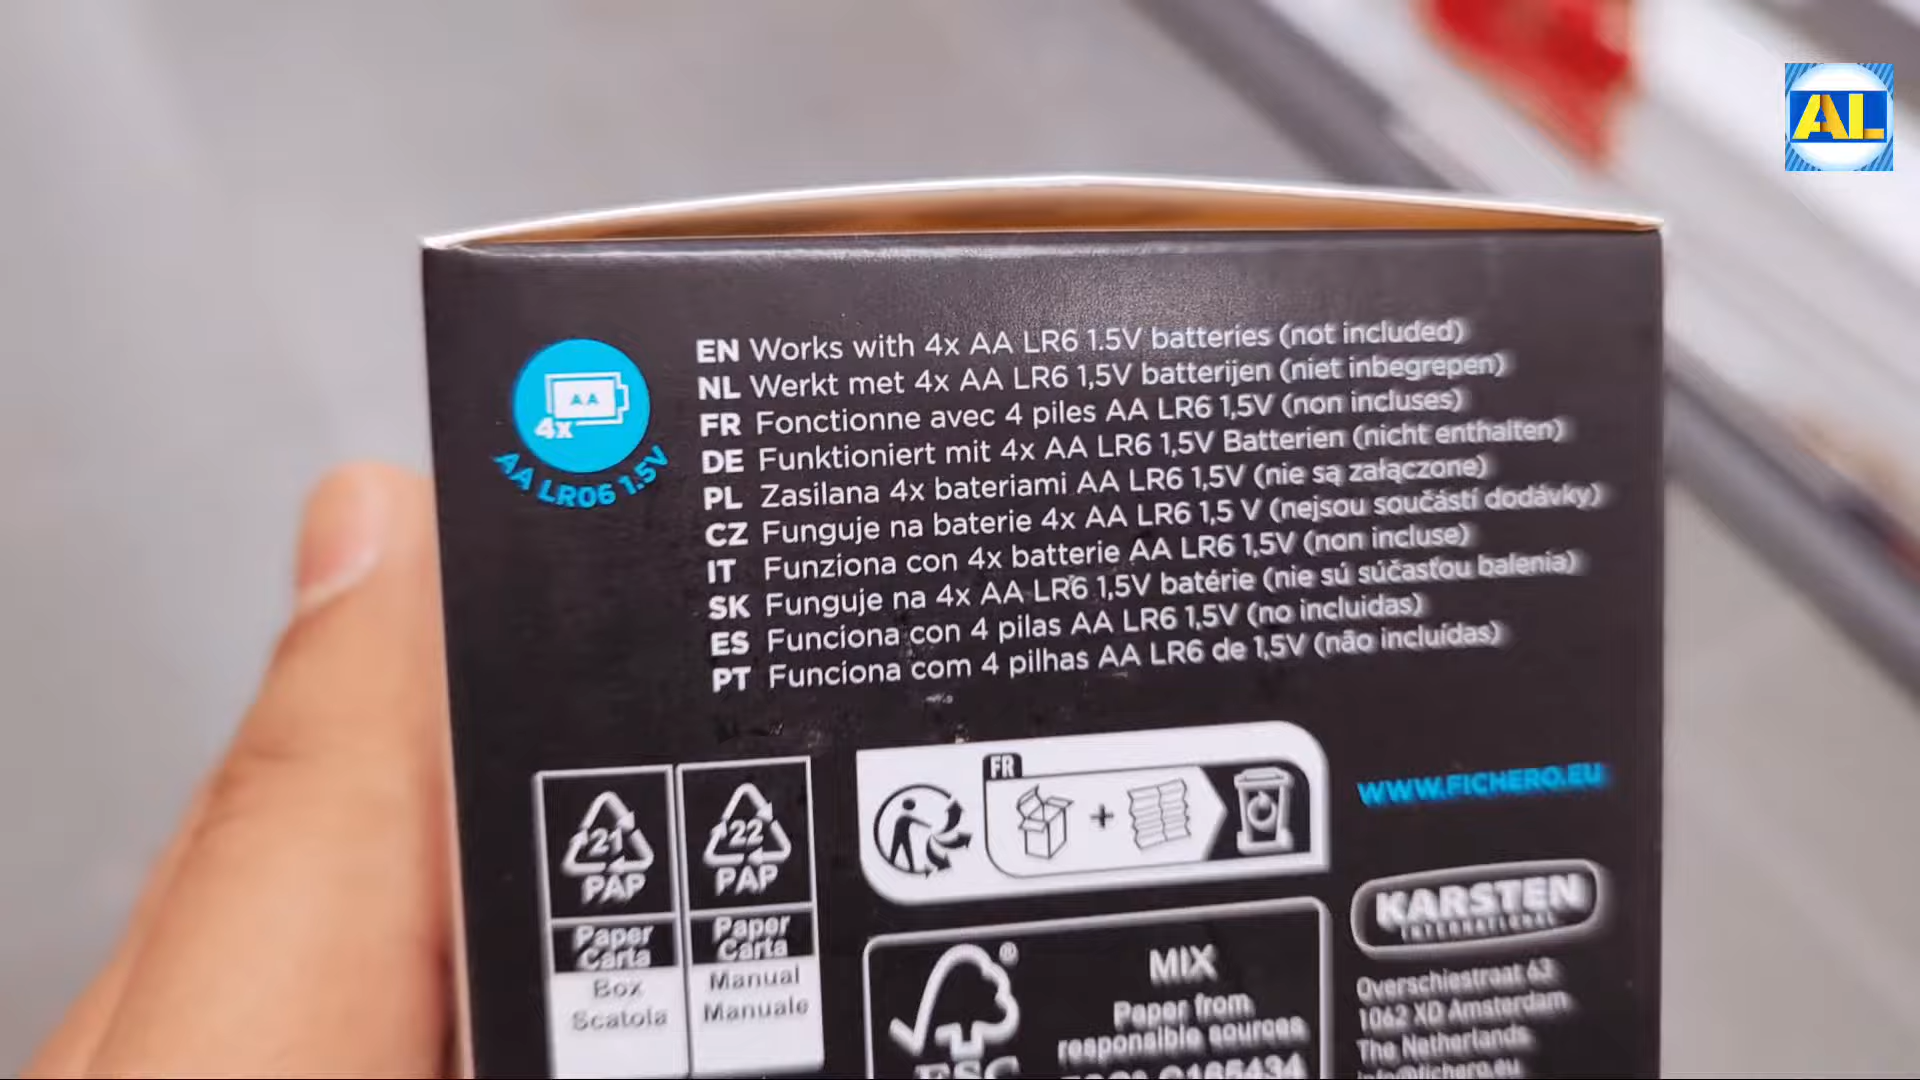 AL
AA
4x
AA LR06 1.5V
EN Works with 4x AA LR6 1.5V batteries (not included)
NL Werkt met 4x AA LR6 1,5V batterijen (niet inbegrepen)
FR Fonctionne avec 4 piles AA LR6 1,5V (non incluses)
DE Funktioniert mit 4x AA LR6 1,5V Batterien (nicht enthalten)
PL Zasilana 4x bateriami AA LR6 1,5V (nie są załączone)
CZ Funguje na baterie 4x AA LR6 1,5 V (nejsou součástí dodávky)
IT Funziona con 4x batterie AA LR6 1,5V (non incluse)
SK Funguje na 4x AA LR6 1,5V batérie (nie sú súčasťou balenia)
ES Funciona con 4 pilas AA LR6 1,5V (no incluidas)
PT Funciona com 4 pilhas AA LR6 de 1,5V (não incluídas)
21
PAP
Paper
Carta
Box
Scatola
22
PAP
Paper
Carta
Manual
Manuale
FR
+
WWW.FICHERO.EU
KARSTEN
INTERNATIONAL
Overschiestraat 63
1062 XD Amsterdam
The Netherlands
info@fichero.eu
®
FSC
MIX
Paper from
responsible sources
FSC® C165434